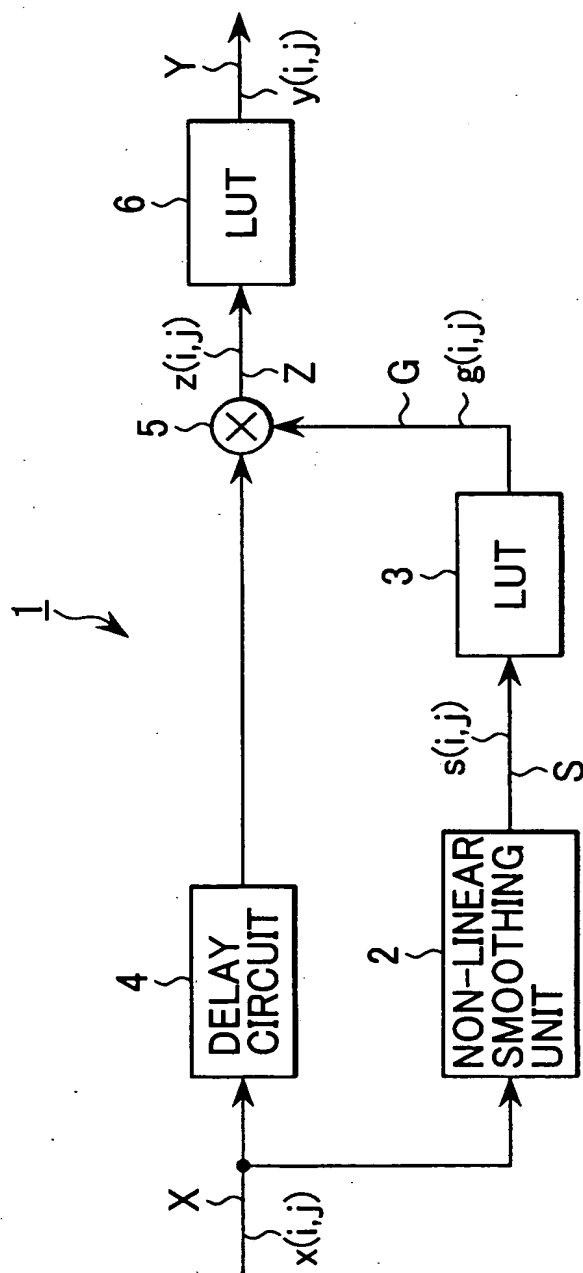 1
X
x(i,j)
4
DELAY
CIRCUIT
5
z(i,j)
Z
6
LUT
Y
y(i,j)
2
NON-LINEAR
SMOOTHING
UNIT
s(i,j)
S
3
LUT
G
g(i,j)